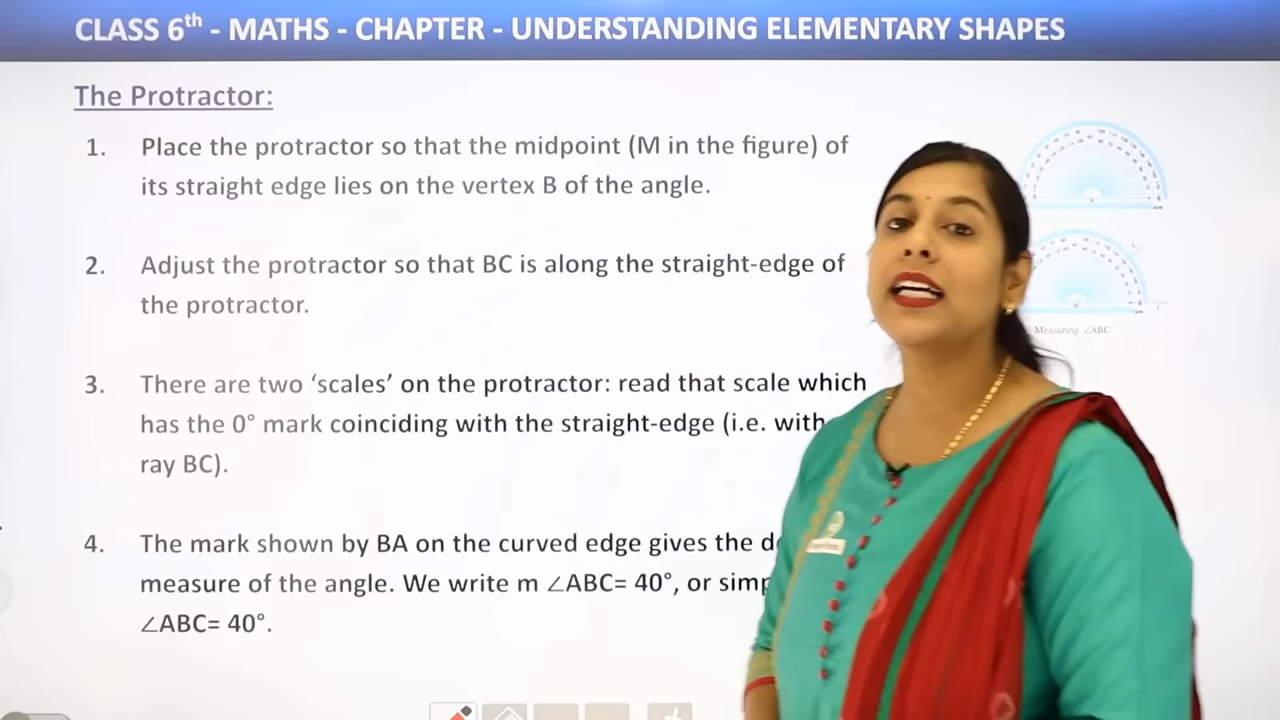 CLASS 6th - MATHS - CHAPTER - UNDERSTANDING ELEMENTARY SHAPES
The Protractor:
1. Place the protractor so that the midpoint (M in the figure) of
its straight edge lies on the vertex B of the angle.
2. Adjust the protractor so that BC is along the straight-edge of
the protractor.
3. There are two ‘scales’ on the protractor: read that scale which
has the 0° mark coinciding with the straight-edge (i.e. with
ray BC).
4. The mark shown by BA on the curved edge gives the
measure of the angle. We write m ∠ABC= 40°, or
∠ABC= 40°.
Measuring ∠ABC